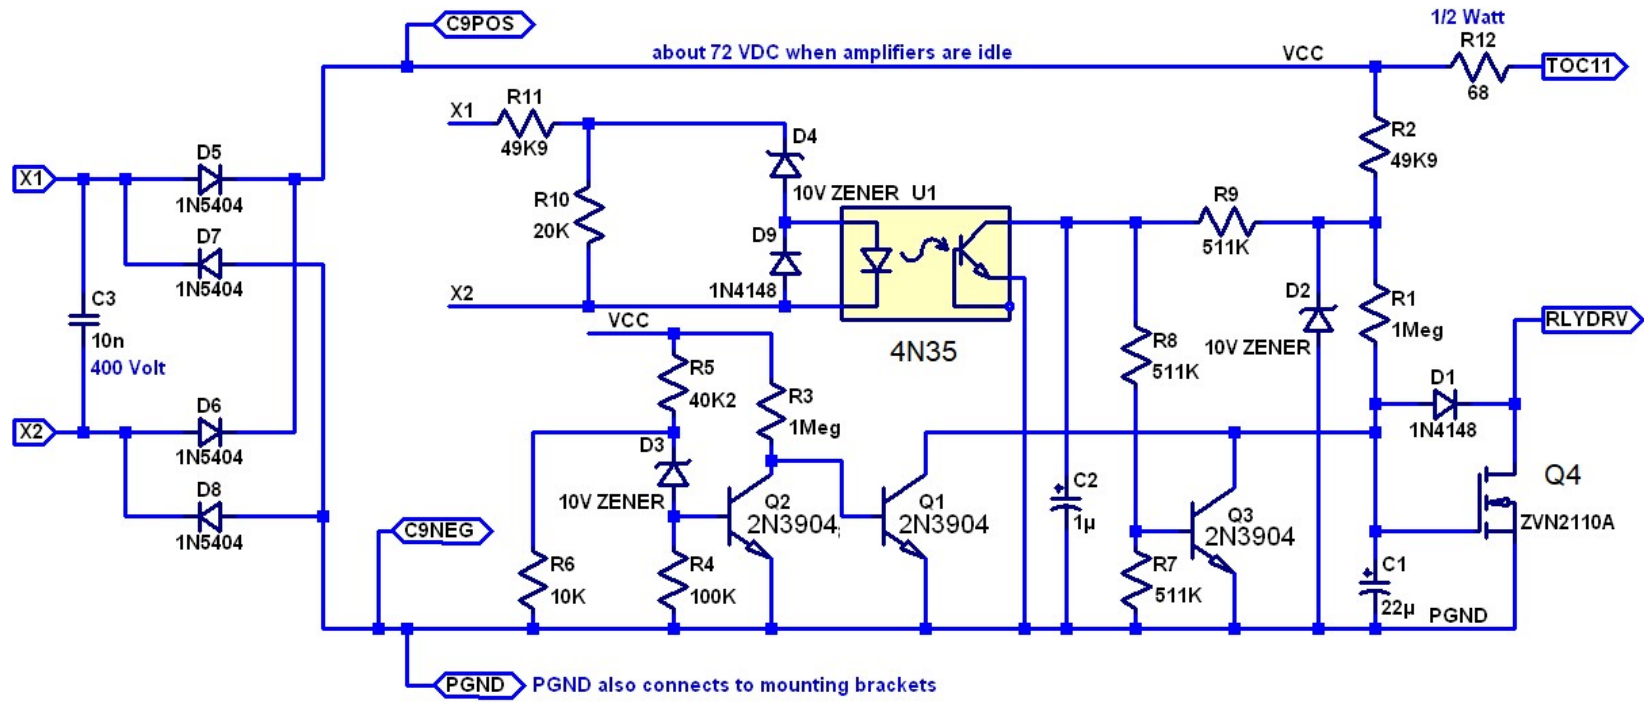 C9POS
1/2 Watt
about 72 VDC when amplifiers are idle
VCC
R12
68
TOC11
X1
R11
49K9
D4
10V ZENER
U1
R2
49K9
X1
D5
1N5404
R10
20K
D9
1N4148
R9
511K
D7
1N5404
X2
D2
10V ZENER
R1
1Meg
RLYDRV
C3
10n
400 Volt
VCC
4N35
R8
511K
R5
40K2
R3
1Meg
D1
1N4148
X2
D6
1N5404
D3
10V ZENER
Q2
2N3904
Q1
2N3904
+
C2
1µ
Q3
2N3904
Q4
ZVN2110A
D8
1N5404
C9NEG
R6
10K
R4
100K
R7
511K
+
C1
22µ
PGND
PGND
PGND also connects to mounting brackets